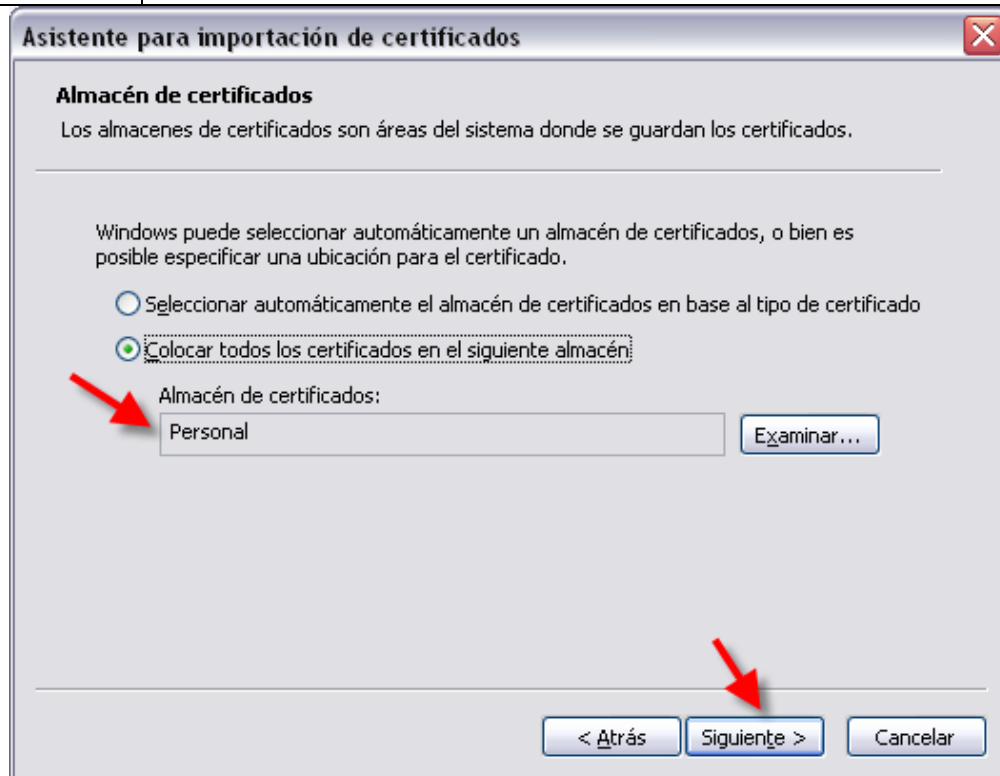 Asistente para importación de certificados
Almacén de certificados
Los almacenes de certificados son áreas del sistema donde se guardan los certificados.
Windows puede seleccionar automáticamente un almacén de certificados, o bien es
posible especificar una ubicación para el certificado.
Seleccionar automáticamente el almacén de certificados en base al tipo de certificado
Colocar todos los certificados en el siguiente almacén
Almacén de certificados:
Personal
Examinar...
< Atrás
Siguiente >
Cancelar